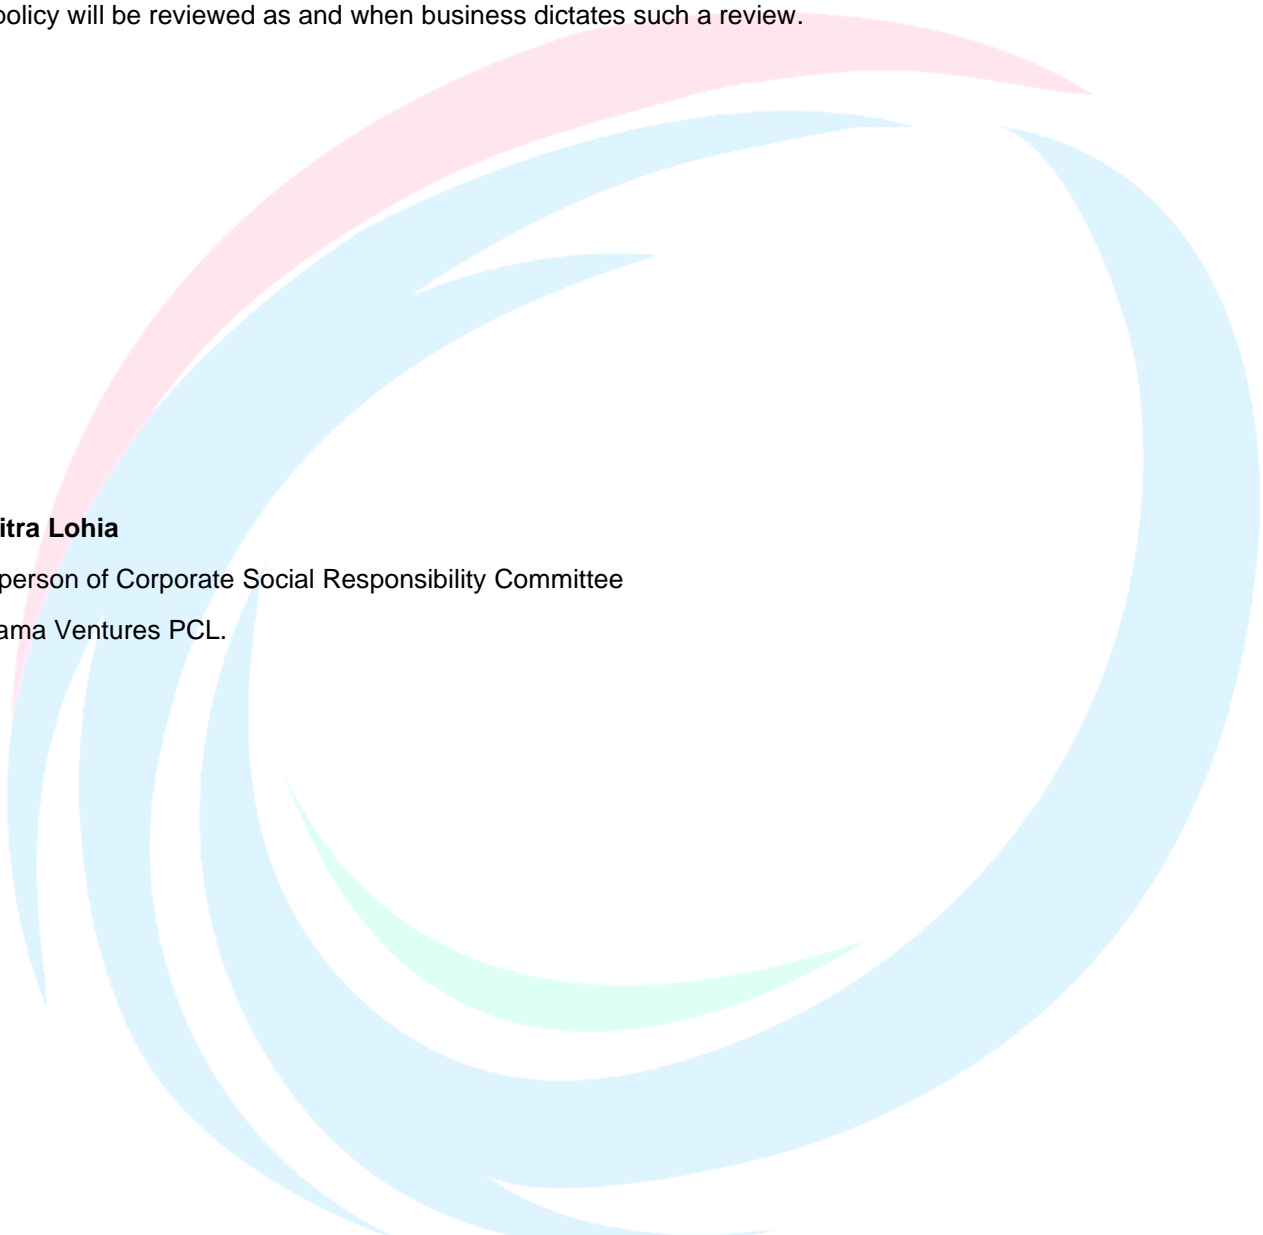 policy will be reviewed as and when business dictates such a review.
itra Lohia
person of Corporate Social Responsibility Committee
ama Ventures PCL.